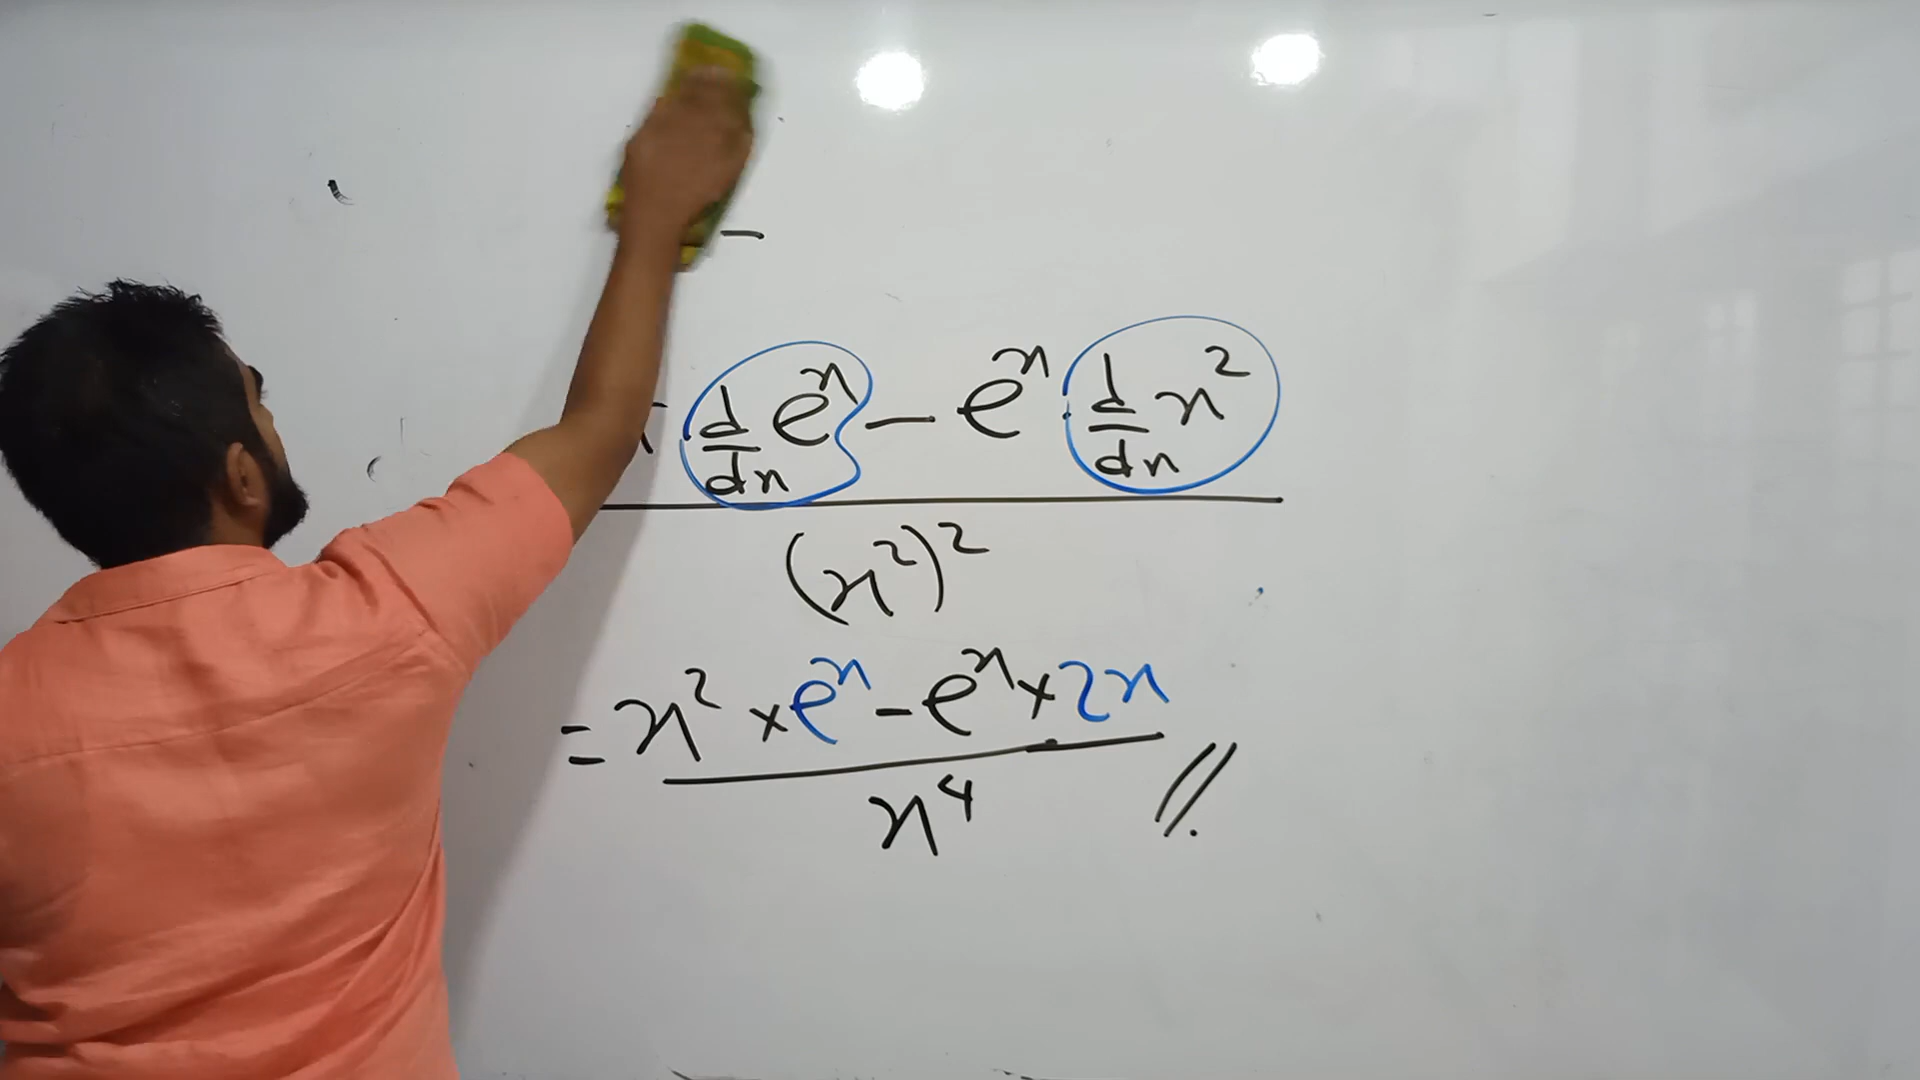 d/dx e^x - e^x d/dx x^2
(x^2)^2
= x^2 × e^x - e^x × 2x
x^4 //